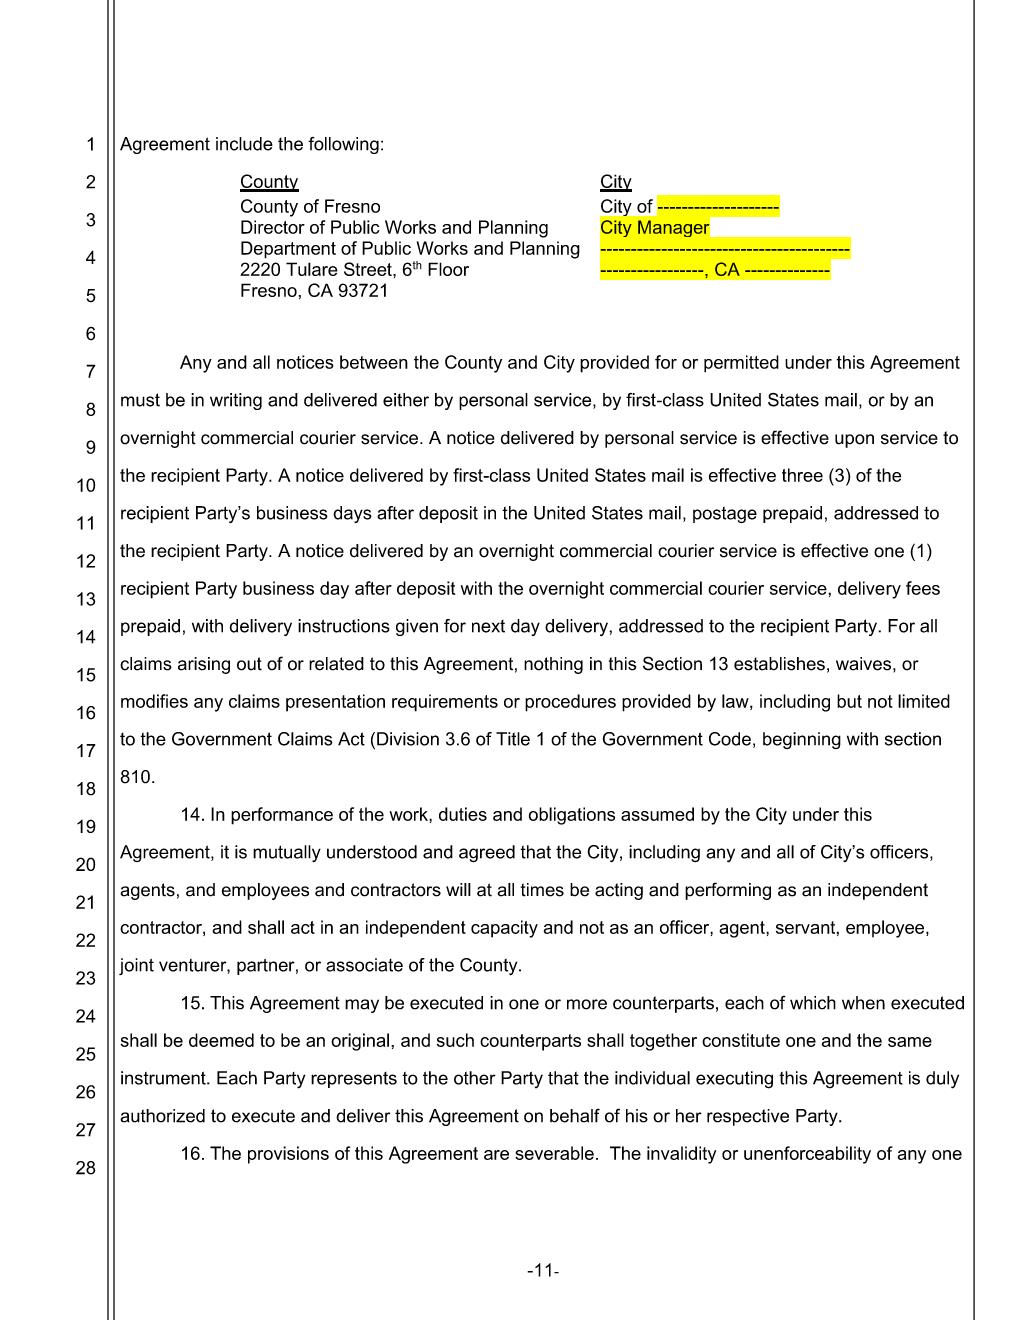 1 Agreement include the following:
2 County City
County of Fresno City of --------------------
3 Director of Public Works and Planning City Manager
4 Department of Public Works and Planning -----------------------------------------
2220 Tulare Street, 6th Floor -----------------, CA --------------
5 Fresno, CA 93721
6
7 Any and all notices between the County and City provided for or permitted under this Agreement
8 must be in writing and delivered either by personal service, by first-class United States mail, or by an
9 overnight commercial courier service. A notice delivered by personal service is effective upon service to
10 the recipient Party. A notice delivered by first-class United States mail is effective three (3) of the
11 recipient Party’s business days after deposit in the United States mail, postage prepaid, addressed to
12 the recipient Party. A notice delivered by an overnight commercial courier service is effective one (1)
13 recipient Party business day after deposit with the overnight commercial courier service, delivery fees
14 prepaid, with delivery instructions given for next day delivery, addressed to the recipient Party. For all
15 claims arising out of or related to this Agreement, nothing in this Section 13 establishes, waives, or
16 modifies any claims presentation requirements or procedures provided by law, including but not limited
17 to the Government Claims Act (Division 3.6 of Title 1 of the Government Code, beginning with section
18 810.
19 14. In performance of the work, duties and obligations assumed by the City under this
20 Agreement, it is mutually understood and agreed that the City, including any and all of City’s officers,
21 agents, and employees and contractors will at all times be acting and performing as an independent
22 contractor, and shall act in an independent capacity and not as an officer, agent, servant, employee,
23 joint venturer, partner, or associate of the County.
24 15. This Agreement may be executed in one or more counterparts, each of which when executed
25 shall be deemed to be an original, and such counterparts shall together constitute one and the same
26 instrument. Each Party represents to the other Party that the individual executing this Agreement is duly
27 authorized to execute and deliver this Agreement on behalf of his or her respective Party.
28 16. The provisions of this Agreement are severable.  The invalidity or unenforceability of any one
-11-